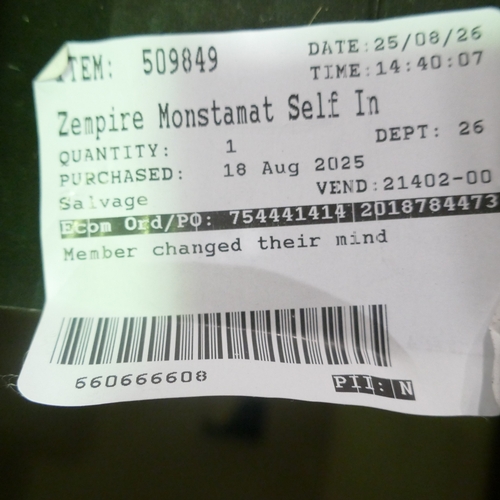 ITEM: 509849
DATE:25/08/26
TIME:14:40:07
Zempire Monstamat Self In
QUANTITY: 1
DEPT: 26
PURCHASED: 18 Aug 2025
VEND:21402-00
Salvage
Ecom Ord/PO: 754441414|2018784473
Member changed their mind
660666608
PII: N